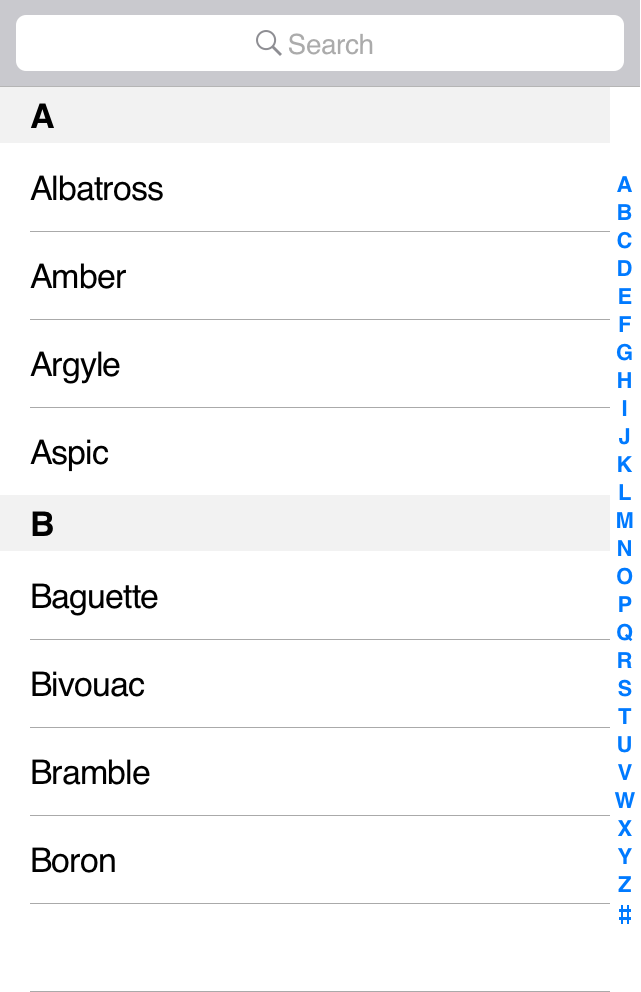 Search
A
Albatross
Amber
Argyle
Aspic
B
Baguette
Bivouac
Bramble
Boron
A
B
C
D
E
F
G
H
I
J
K
L
M
N
O
P
Q
R
S
T
U
V
W
X
Y
Z
#